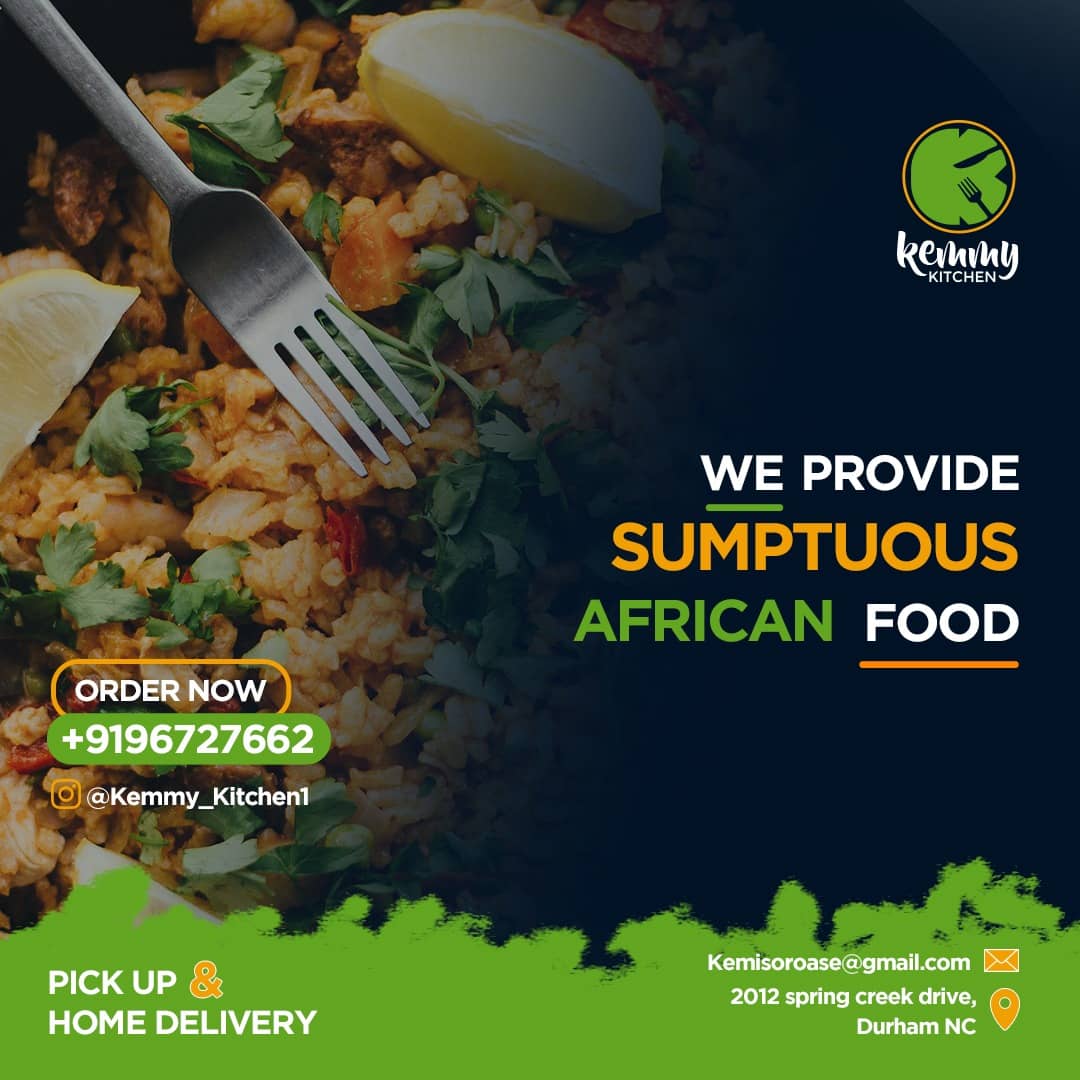 kemmy
KITCHEN
WE PROVIDE
SUMPTUOUS
AFRICAN FOOD
ORDER NOW
+9196727662
@Kemmy_Kitchen1
PICK UP &
HOME DELIVERY
Kemisoroase@gmail.com
2012 spring creek drive,
Durham NC